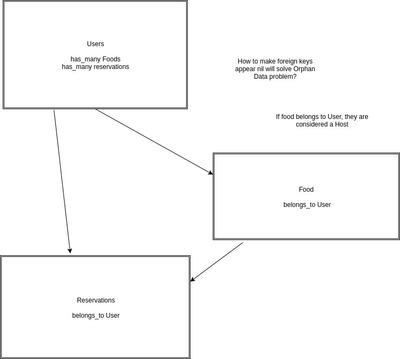 Users
has_many Foods
has_many reservations
How to make foreign keys
appear nil will solve Orphan
Data problem?
If food belongs to User, they are
considered a Host
Food
belongs_to User
Reservations
belongs_to User